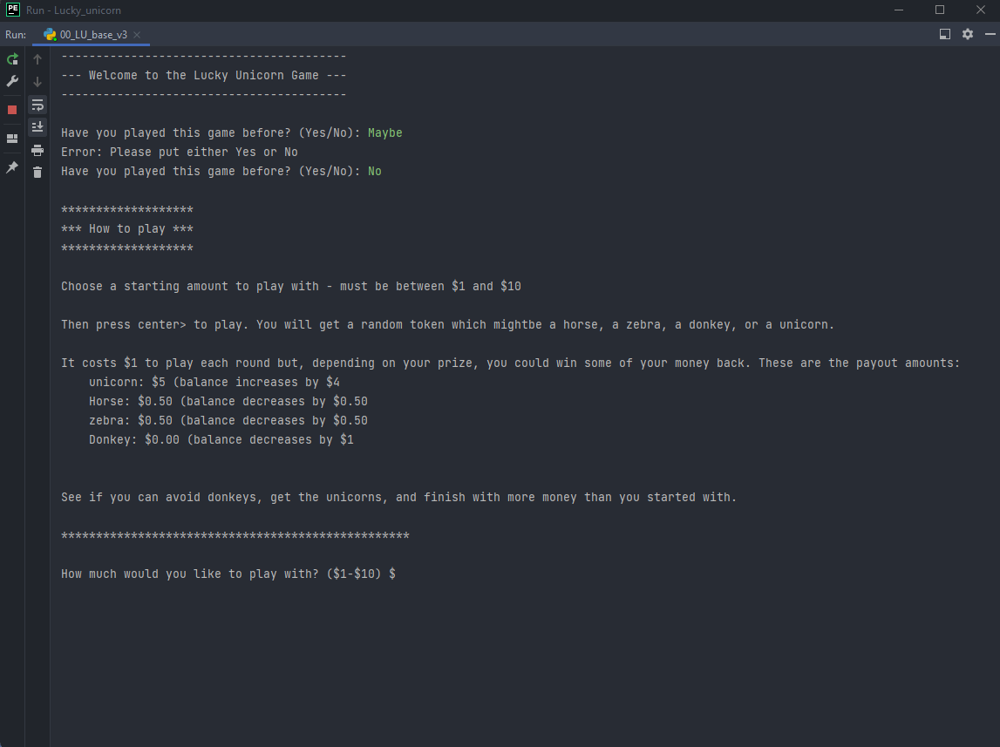 PE Run - Lucky_unicorn
Run: 00_LU_base_v3
-----------------------------------------
--- Welcome to the Lucky Unicorn Game ---
-----------------------------------------
Have you played this game before? (Yes/No): Maybe
Error: Please put either Yes or No
Have you played this game before? (Yes/No): No
*******************
*** How to play ***
*******************
Choose a starting amount to play with - must be between $1 and $10
Then press center> to play. You will get a random token which mightbe a horse, a zebra, a donkey, or a unicorn.
It costs $1 to play each round but, depending on your prize, you could win some of your money back. These are the payout amounts:
unicorn: $5 (balance increases by $4
Horse: $0.50 (balance decreases by $0.50
zebra: $0.50 (balance decreases by $0.50
Donkey: $0.00 (balance decreases by $1
See if you can avoid donkeys, get the unicorns, and finish with more money than you started with.
**************************************************
How much would you like to play with? ($1-$10) $